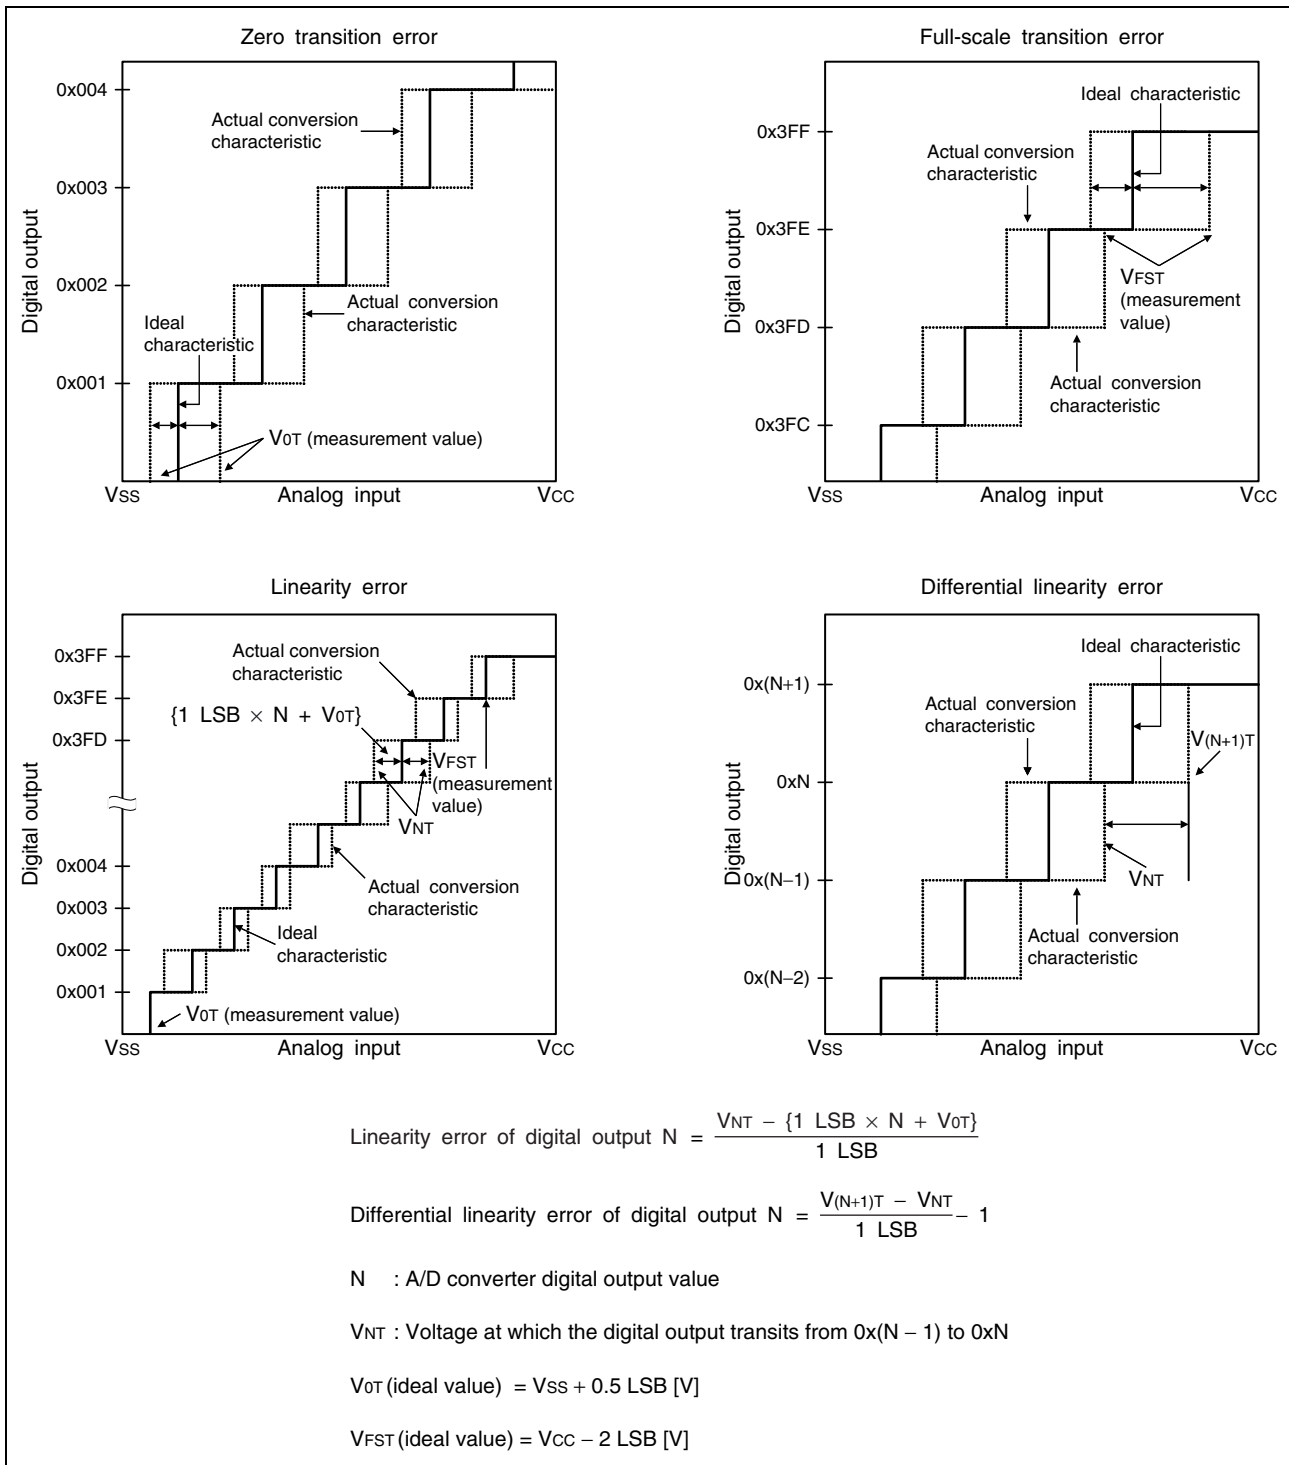 Zero transition error
0x004
0x003
0x002
0x001
Digital output
Actual conversion
characteristic
Actual conversion
characteristic
Ideal
characteristic
V0T (measurement value)
VSS
Analog input
VCC
Full-scale transition error
0x3FF
0x3FE
0x3FD
0x3FC
Digital output
Ideal characteristic
Actual conversion
characteristic
VFST
(measurement
value)
Actual conversion
characteristic
VSS
Analog input
VCC
Linearity error
0x3FF
0x3FE
0x3FD
0x004
0x003
0x002
0x001
Digital output
Actual conversion
characteristic
{1 LSB × N + V0T}
VFST
(measurement
value)
VNT
Actual conversion
characteristic
Ideal
characteristic
V0T (measurement value)
VSS
Analog input
VCC
Differential linearity error
0x(N+1)
0xN
0x(N−1)
0x(N−2)
Digital output
Ideal characteristic
Actual conversion
characteristic
V(N+1)T
VNT
Actual conversion
characteristic
VSS
Analog input
VCC
Linearity error of digital output N = VNT − {1 LSB × N + V0T}
1 LSB
Differential linearity error of digital output N = V(N+1)T − VNT − 1
1 LSB
N : A/D converter digital output value
VNT : Voltage at which the digital output transits from 0x(N − 1) to 0xN
V0T (ideal value) = VSS + 0.5 LSB [V]
VFST (ideal value) = VCC − 2 LSB [V]